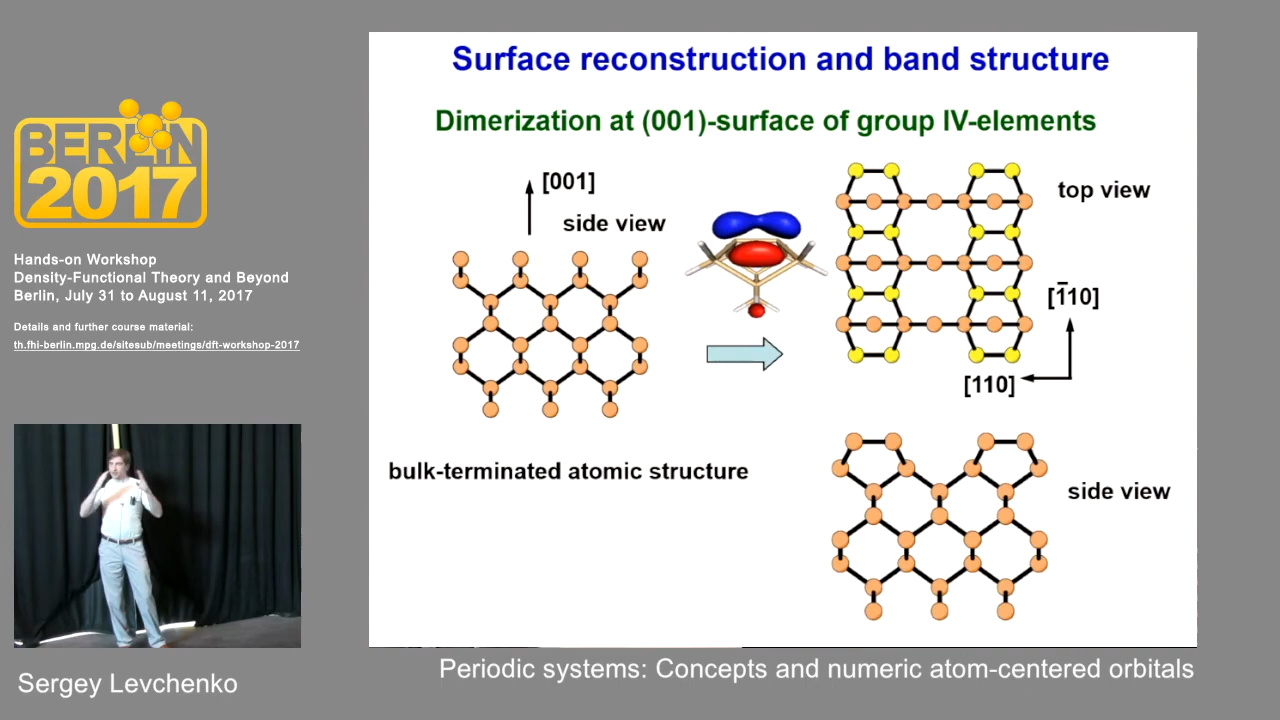 BERLIN
2017
Hands-on Workshop
Density-Functional Theory and Beyond
Berlin, July 31 to August 11, 2017
Details and further course material:
th.fhi-berlin.mpg.de/sitesub/meetings/dft-workshop-2017
Surface reconstruction and band structure
Dimerization at (001)-surface of group IV-elements
[001]
side view
top view
[1̅10]
[110]
bulk-terminated atomic structure
side view
Sergey Levchenko
Periodic systems: Concepts and numeric atom-centered orbitals